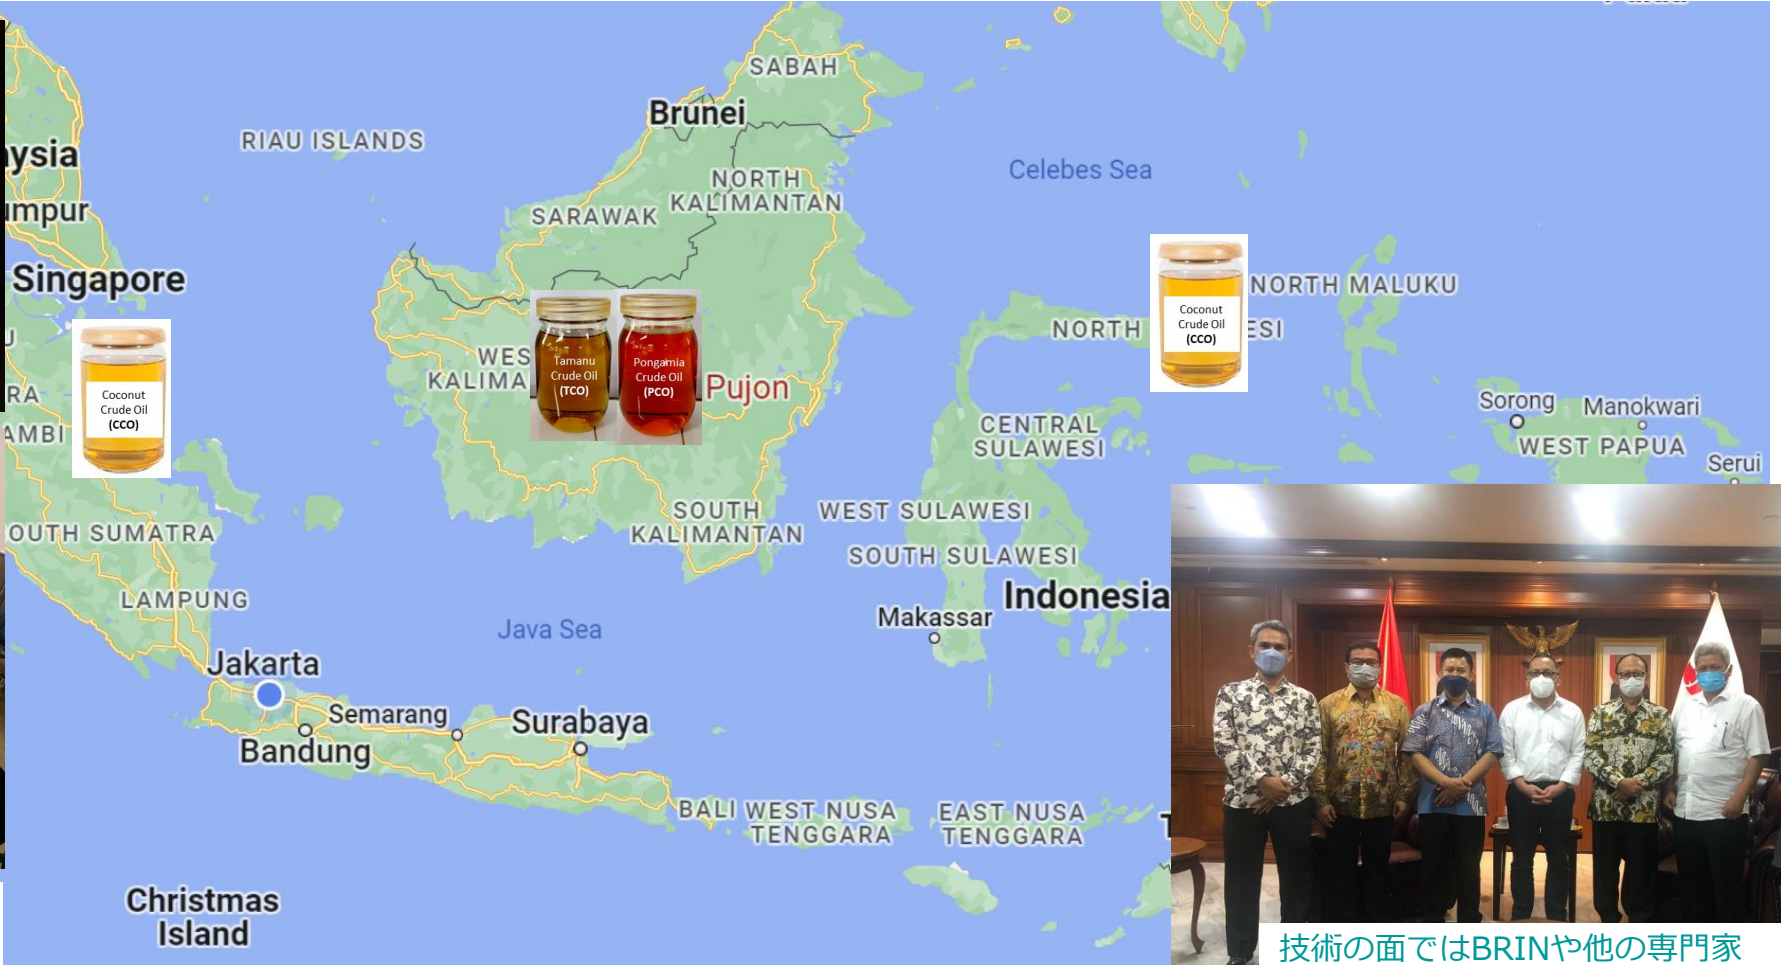 SABAH
Brunei
RIAU ISLANDS
aysia
Celebes Sea
NORTH
KALIMANTAN
umpur
SARAWAK
Singapore
NORTH MALUKU
Coconut
Crude Oil
(CCO)
NORTH
ESI
Tamanu
Crude Oil
(TCO)
Pongamia
Crude Oil
(PCO)
WES
KALIMA
Pujon
Coconut
Crude Oil
(CCO)
RA
AMBI
Sorong
Manokwari
WEST PAPUA
Serui
CENTRAL
SULAWESI
SOUTH
KALIMANTAN
WEST SULAWESI
SOUTH SULAWESI
OUTH SUMATRA
LAMPUNG
Indonesia
Makassar
Java Sea
Jakarta
Semarang
Surabaya
Bandung
BALI
WEST NUSA
TENGGARA
EAST NUSA
TENGGARA
Christmas
Island
技術の面ではBRINや他の専門家